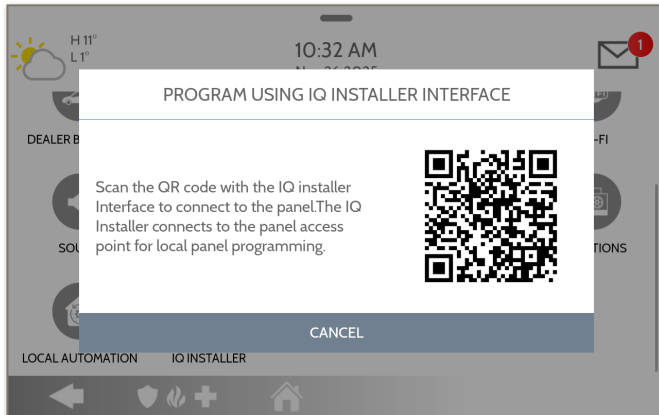 H 11°
L 1°
10:32 AM
1
PROGRAM USING IQ INSTALLER INTERFACE
DEALER B
-FI
Scan the QR code with the IQ installer
Interface to connect to the panel.The IQ
Installer connects to the panel access
point for local panel programming.
SOU
TIONS
CANCEL
LOCAL AUTOMATION IQ INSTALLER